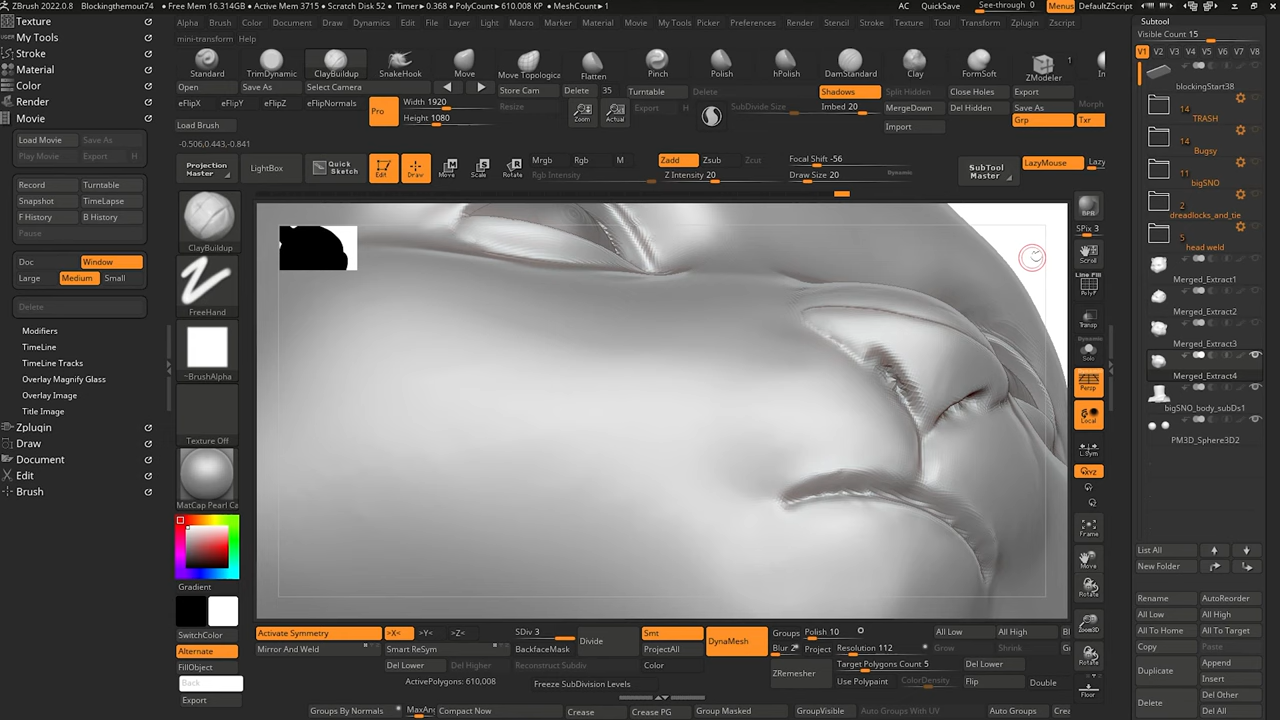 ZBrush 2022.0.8 Blockingthemout74 • Free Mem 16.314GB • Active Mem 3715 • Scratch Disk 52 • Timer▸0.368 • PolyCount▸610.008 KP • MeshCount▸1 AC QuickSave See-through 0 Menus DefaultZScript
Alpha Brush Color Document Draw Dynamics Edit File Layer Light Macro Marker Material Movie My Tools Picker Preferences Render Stencil Stroke Texture Tool Transform Zplugin Zscript
mini-transform Help
Texture
My Tools
Stroke
Material
Color
Render
Movie
Load Movie Save As
Play Movie Export H
Record Turntable
Snapshot TimeLapse
F History B History
Pause
Doc Window
Large Medium Small
Delete
Modifiers
TimeLine
TimeLine Tracks
Overlay Magnify Glass
Overlay Image
Title Image
Zplugin
Draw
Document
Edit
Brush
Standard TrimDynamic ClayBuildup SnakeHook Move Move Topologica Flatten Pinch Polish hPolish DamStandard Clay FormSoft ZModeler 1
Open Save As Select Camera Store Cam Delete 35 Turntable Delete Shadows Split Hidden Close Holes Export
eFlipX eFlipY eFlipZ eFlipNormals Pro Width 1920 Height 1080 Resize Zoom Actual Export H SubDivide Size Imbed 20 MergeDown Del Hidden Save As Morph
Import Grp Txr
Load Brush
-0.506,0.443,-0.841
Projection Master LightBox Quick Sketch Edit Draw Move Scale Rotate Mrgb Rgb M Rgb Intensity Zadd Zsub Zcut Z Intensity 20 Focal Shift -56 Draw Size 20 Dynamic SubTool Master LazyMouse Lazy
ClayBuildup
FreeHand
~BrushAlpha
Texture Off
MatCap Pearl Ca
Gradient
SwitchColor
Alternate
FillObject
Back
Export
BPR
SPix 3
Scroll
Line Fill
PolyF
Transp
Dynamic
Solo
Dynamic
Persp
Local
L.Sym
XYZ
Frame
Move
Rotate
Zoom3D
Rotate
Floor
Subtool
Visible Count 15
V1 V2 V3 V4 V5 V6 V7 V8
blockingStart38
14
TRASH
14
Bugsy
11
bigSNO
2
dreadlocks_and_tie
5
head weld
Merged_Extract1
Merged_Extract2
Merged_Extract3
Merged_Extract4
bigSNO_body_subDs1
PM3D_Sphere3D2
List All
New Folder
Rename AutoReorder
All Low All High
All To Home All To Target
Copy Paste
Duplicate Append
Insert
Delete Del Other
Del All
Activate Symmetry >X< >Y< >Z< SDiv 3 Divide Smt DynaMesh Groups Polish 10 All Low All High
Mirror And Weld Smart ReSym BackfaceMask ProjectAll Blur 2 Project Resolution 112 Grow Shrink
Del Lower Del Higher Reconstruct Subdiv Color ZRemesher Target Polygons Count 5 Del Lower
ActivePolygons: 610,008 Freeze SubDivision Levels Use Polypaint ColorDensity Flip Double
Groups By Normals MaxAn Compact Now Crease Crease PG Group Masked GroupVisible Auto Groups With UV Auto Groups